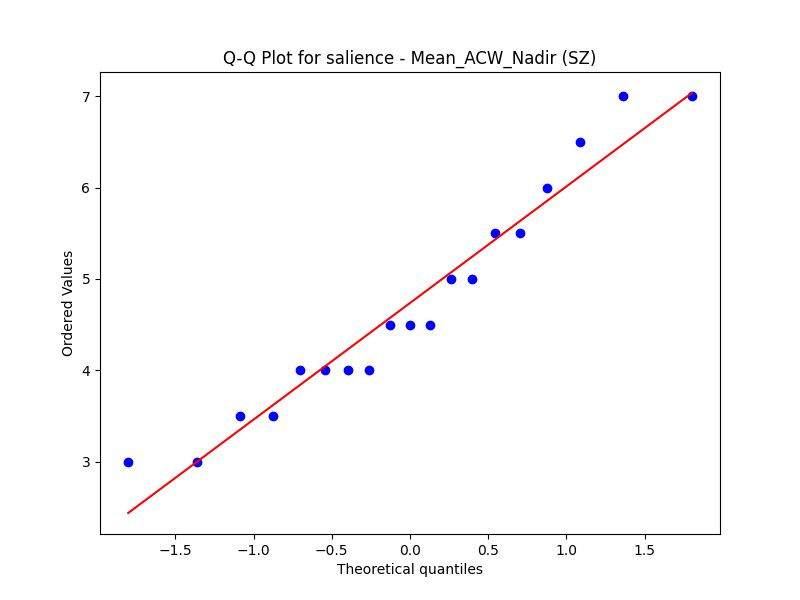 Q-Q Plot for salience - Mean_ACW_Nadir (SZ)
7
6
5
4
3
Ordered Values
−1.5 −1.0 −0.5 0.0 0.5 1.0 1.5
Theoretical quantiles